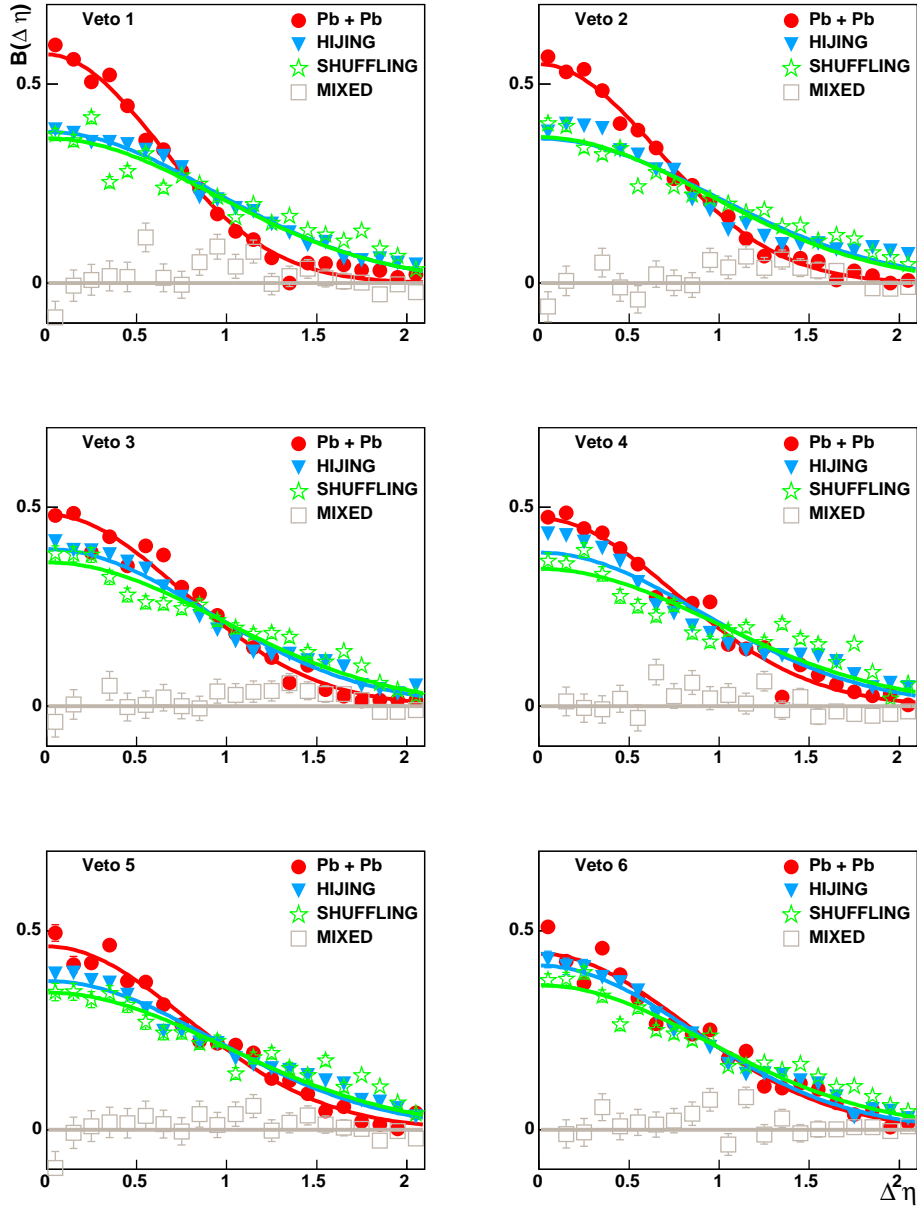 B(Δ η)
Veto 1
Pb + Pb
HIJING
SHUFFLING
MIXED
0.5
0
0 0.5 1 1.5 2
Veto 2
Pb + Pb
HIJING
SHUFFLING
MIXED
0.5
0
0 0.5 1 1.5 2
Veto 3
Pb + Pb
HIJING
SHUFFLING
MIXED
0.5
0
0 0.5 1 1.5 2
Veto 4
Pb + Pb
HIJING
SHUFFLING
MIXED
0.5
0
0 0.5 1 1.5 2
Veto 5
Pb + Pb
HIJING
SHUFFLING
MIXED
0.5
0
0 0.5 1 1.5 2
Veto 6
Pb + Pb
HIJING
SHUFFLING
MIXED
0.5
0
0 0.5 1 1.5 2
Δ η